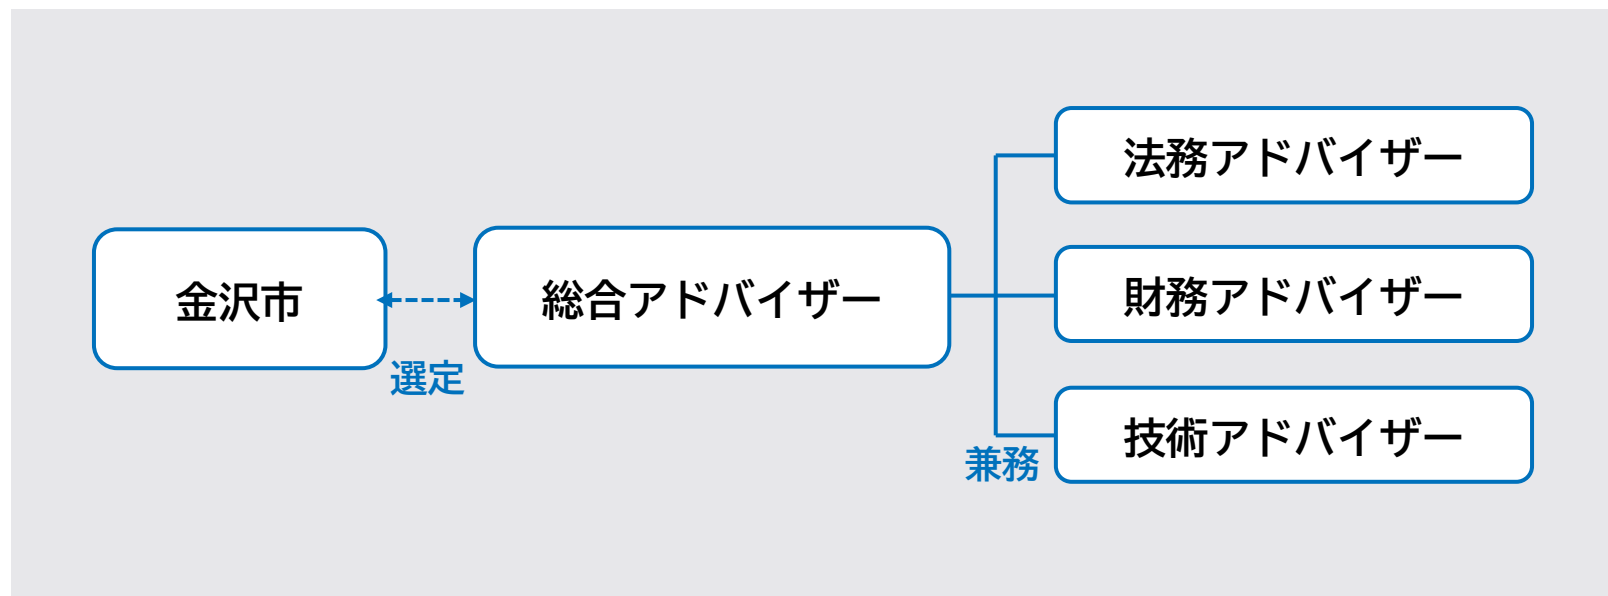 金沢市
選定
総合アドバイザー
兼務
法務アドバイザー
財務アドバイザー
技術アドバイザー